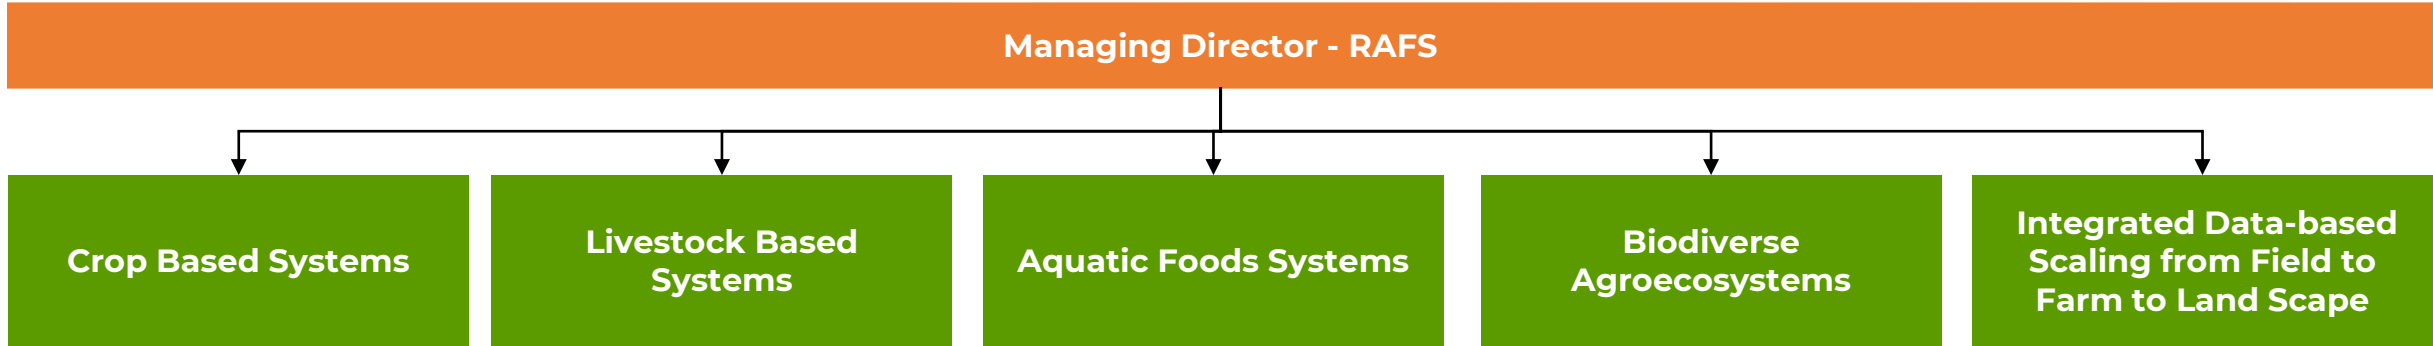 Managing Director - RAFS
Crop Based Systems
Livestock Based
Systems
Aquatic Foods Systems
Biodiverse
Agroecosystems
Integrated Data-based
Scaling from Field to
Farm to Land Scape